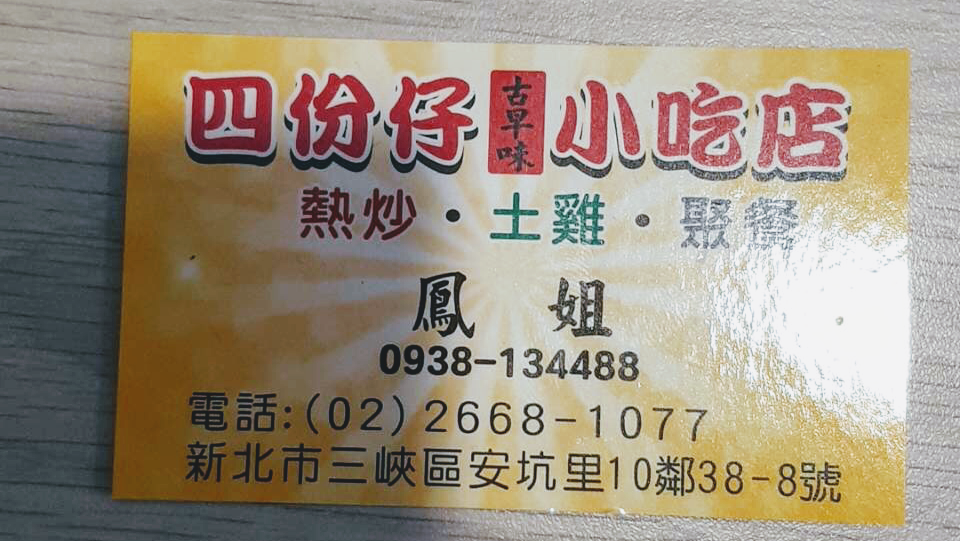 四份仔 古早味 小吃店
熱炒・土雞・聚餐
鳳 姐
0938-134488
電話:(02)2668-1077
新北市三峽區安坑里10鄰38-8號